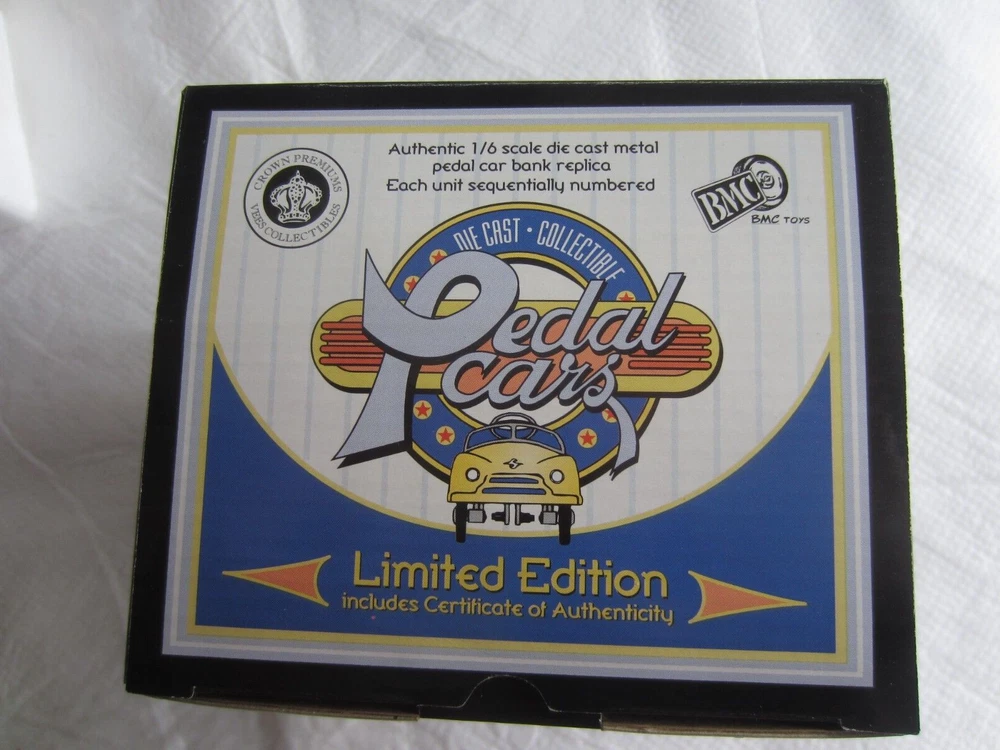 Authentic 1/6 scale die cast metal
pedal car bank replica
Each unit sequentially numbered
CROWN PREMIUMS
VEES COLLECTIBLES
BMC
BMC TOYS
DIE CAST • COLLECTIBLE
Pedal
cars
Limited Edition
includes Certificate of Authenticity